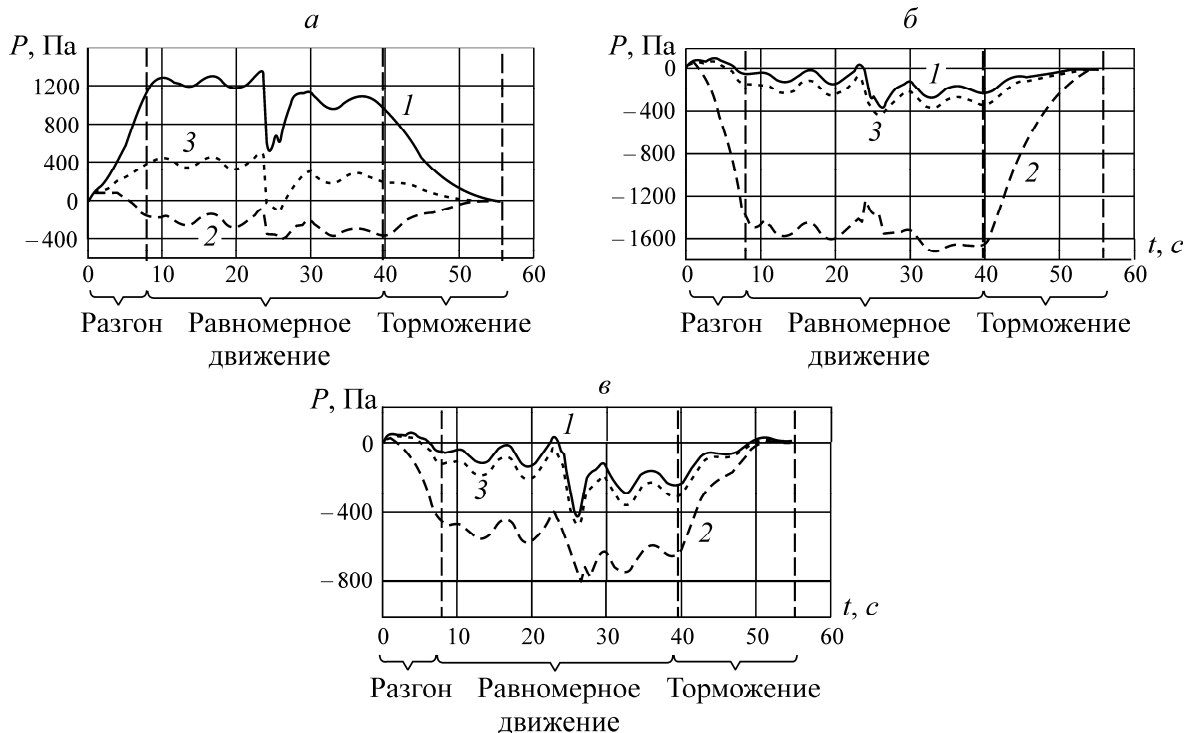 а
P, Па
1200
800
400
0
–400
1
3
2
0 10 20 30 40 50 60
Разгон Равномерное Торможение
движение
б
P, Па
0
–400
–800
–1200
–1600
1
3
2
t, с
0 10 20 30 40 50 60
Разгон Равномерное Торможение
движение
в
P, Па
0
–400
–800
1
3
2
t, с
0 10 20 30 40 50 60
Разгон Равномерное Торможение
движение